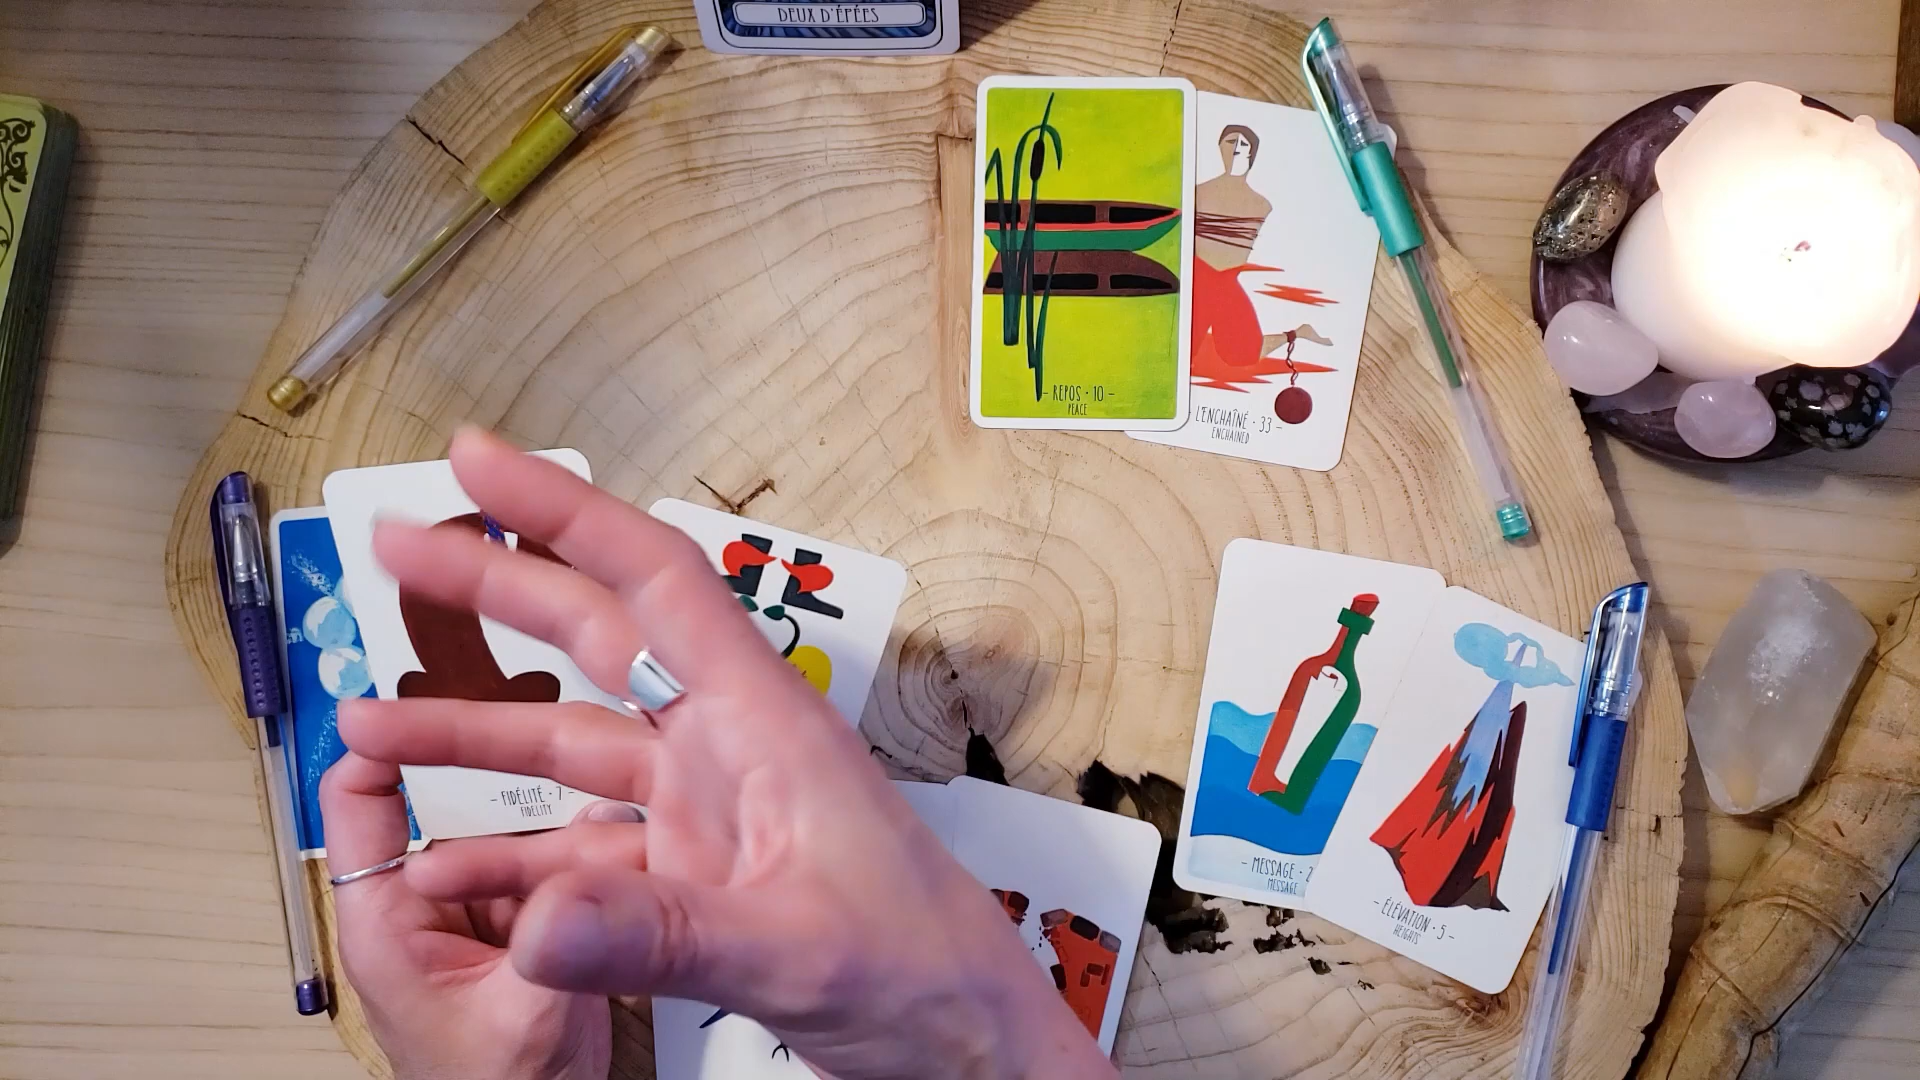 DEUX D'ÉPÉES
- REPOS · 10 -
PEACE
L'ENCHAÎNÉ · 33 -
ENCHAINED
- FIDÉLITÉ · 7 -
FIDELITY
- MESSAGE · 2
MESSAGE
- ÉLÉVATION · 5 -
HEIGHTS